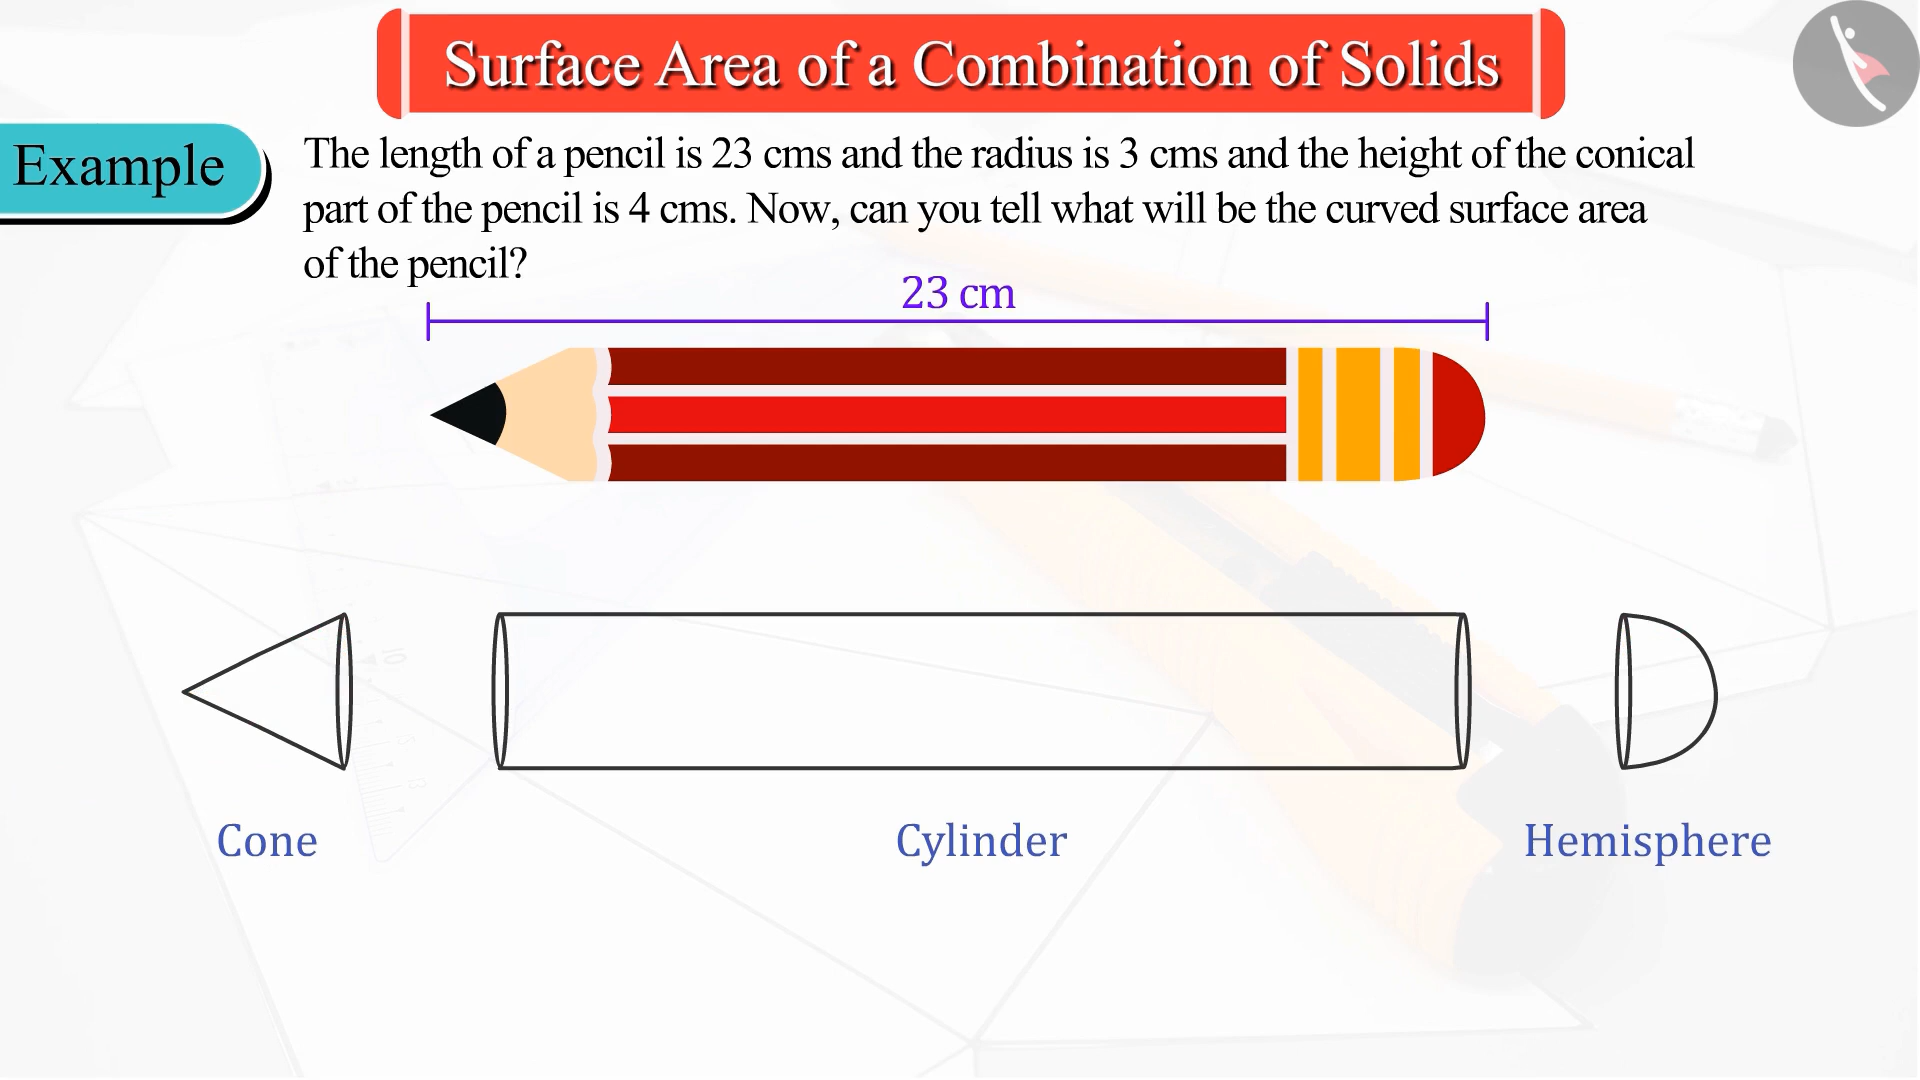 Surface Area of a Combination of Solids
Example
The length of a pencil is 23 cms and the radius is 3 cms and the height of the conical
part of the pencil is 4 cms. Now, can you tell what will be the curved surface area
of the pencil?
23 cm
Cone
Cylinder
Hemisphere